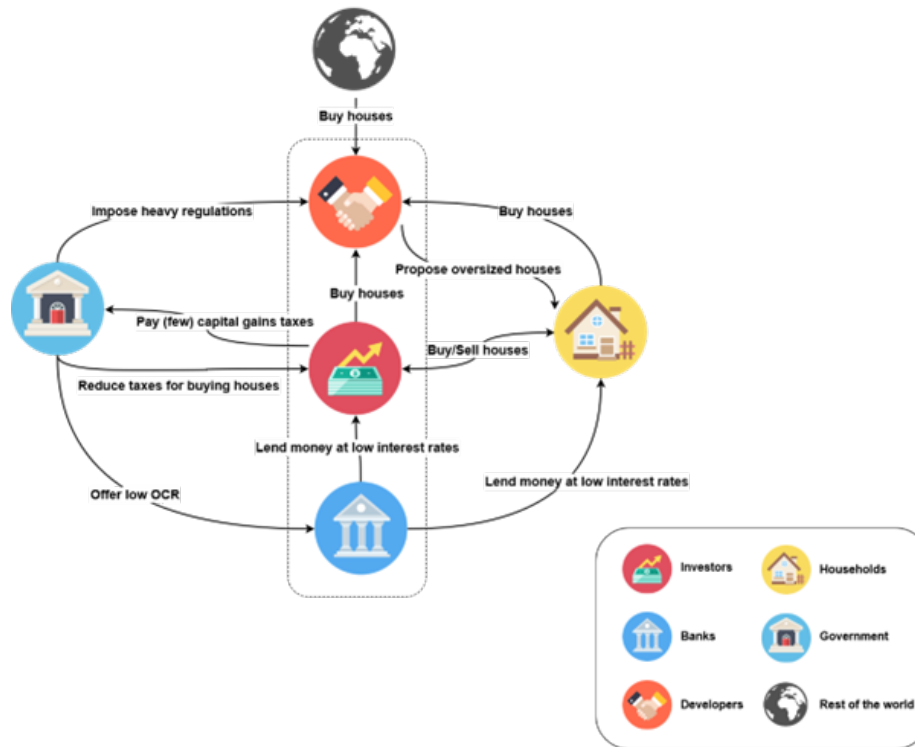 Buy houses
Impose heavy regulations
Buy houses
Propose oversized houses
Buy houses
Pay (few) capital gains taxes
Buy/Sell houses
Reduce taxes for buying houses
Lend money at low interest rates
Lend money at low interest rates
Offer low OCR
Investors
Households
Banks
Government
Developers
Rest of the world